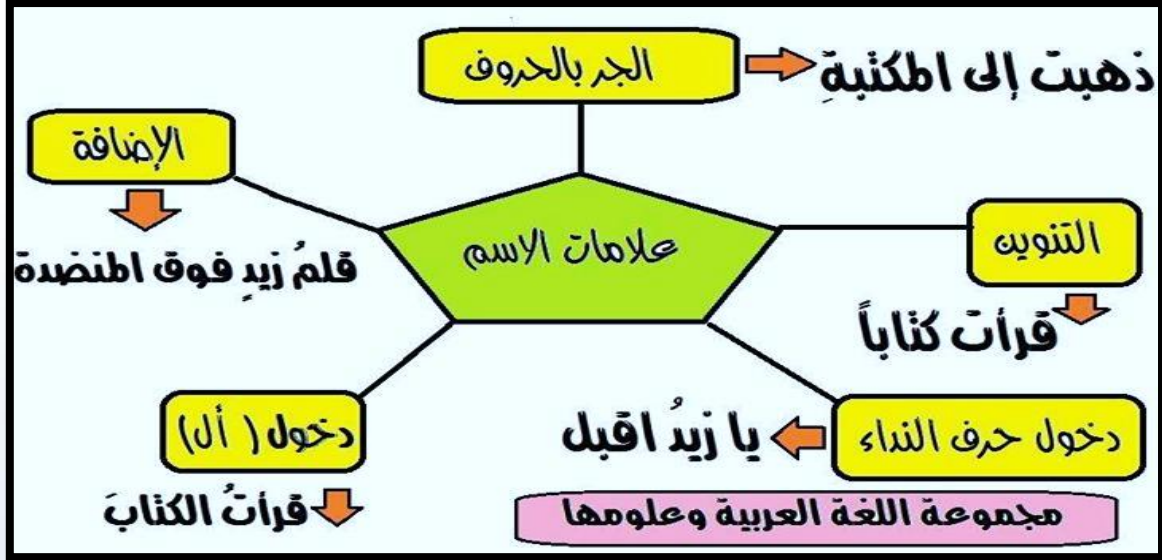 الجر بالحروف
ذهبت إلى المكتبةِ
الإضافة
قلمُ زيدٍ فوق المنضدة
علامات الاسم
التنوين
قرأت كتاباً
دخول ( أل)
قرأتُ الكتابَ
دخول حرف النداء
يا زيدُ اقبل
مجموعة اللغة العربية وعلومها